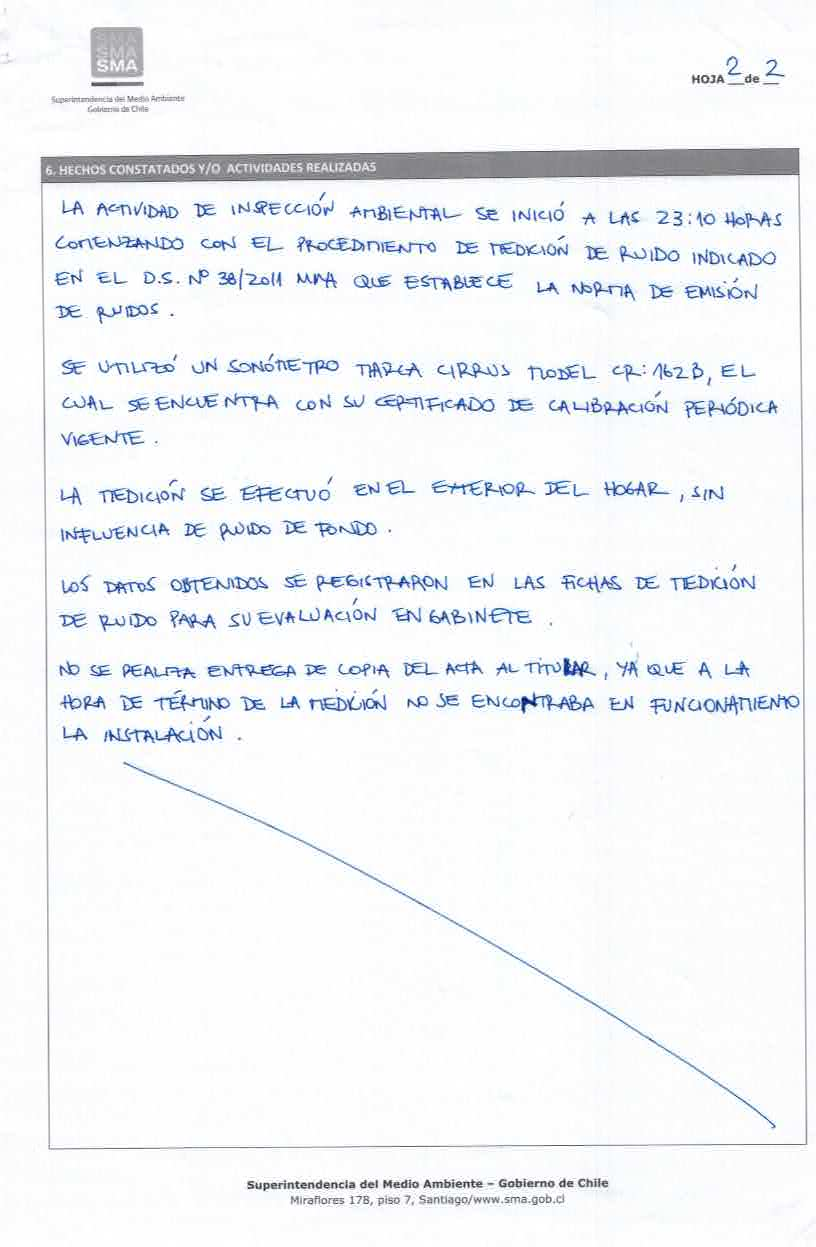 SMA
SMA
SMA
Superintendencia del Medio Ambiente
Gobierno de Chile
HOJA 2 de 2
6. HECHOS CONSTATADOS Y/O ACTIVIDADES REALIZADAS
LA ACTIVIDAD DE INSPECCIÓN AMBIENTAL SE INICIÓ A LAS 23:10 HORAS
COMENZANDO CON EL PROCEDIMIENTO DE MEDICIÓN DE RUIDO INDICADO
EN EL D.S. Nº 38/2011 MMA QUE ESTABLECE LA NORMA DE EMISIÓN
DE RUIDOS.
SE UTILIZÓ UN SONÓMETRO MARCA CIRRUS MODEL CR:162B, EL
CUAL SE ENCUENTRA CON SU CERTIFICADO DE CALIBRACIÓN PERIÓDICA
VIGENTE.
LA MEDICIÓN SE EFECTUÓ EN EL EXTERIOR DEL HOGAR, SIN
INFLUENCIA DE RUIDO DE FONDO.
LOS DATOS OBTENIDOS SE REGISTRARON EN LAS FICHAS DE MEDICIÓN
DE RUIDO PARA SU EVALUACIÓN EN GABINETE.
NO SE REALIZA ENTREGA DE COPIA DEL ACTA AL TITULAR, YA QUE A LA
HORA DE TÉRMINO DE LA MEDICIÓN NO SE ENCONTRABA EN FUNCIONAMIENTO
LA INSTALACIÓN.
Superintendencia del Medio Ambiente – Gobierno de Chile
Miraflores 178, piso 7, Santiago/www.sma.gob.cl